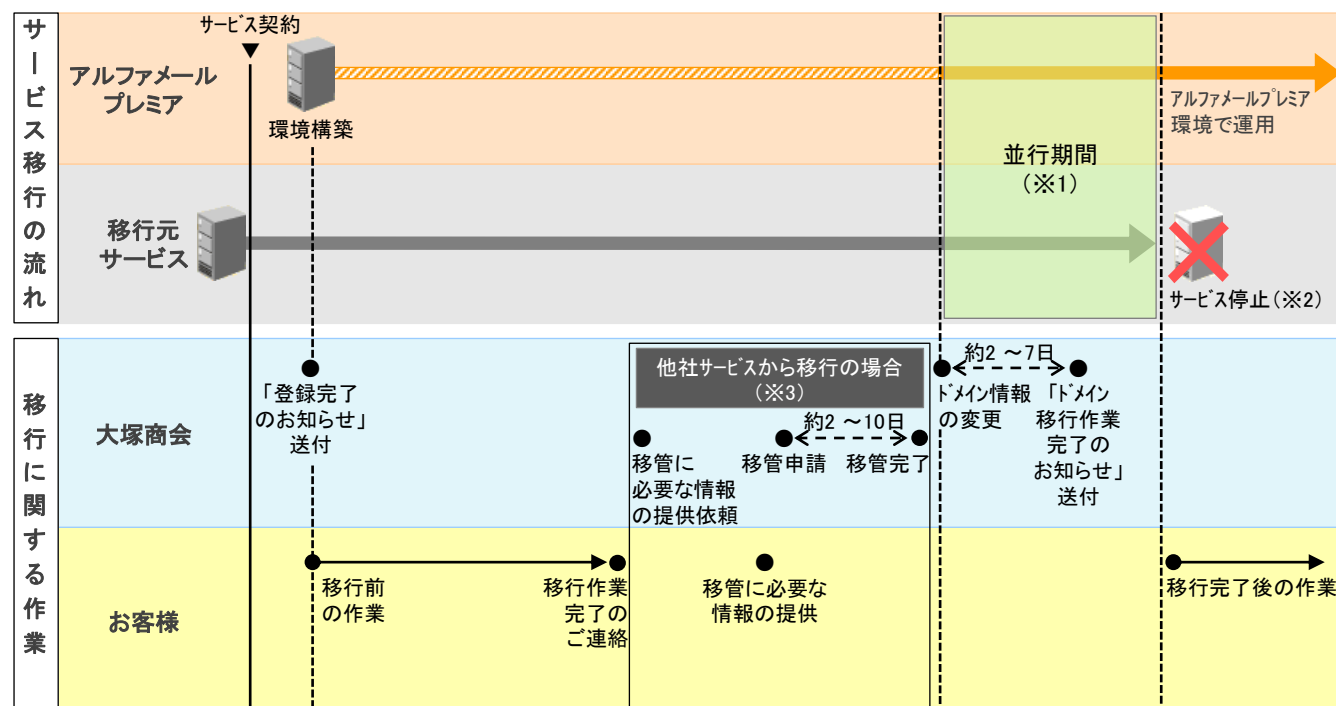 サービス移行の流れ
サービス契約
アルファメール
プレミア
環境構築
アルファメールプレミア
環境で運用
並行期間
(※1)
移行元
サービス
サービス停止(※2)
移行に関する作業
大塚商会
「登録完了
のお知らせ」
送付
他社サービスから移行の場合
(※3)
約2 ～10日
移管に
必要な情報
の提供依頼
移管申請
移管完了
約2 ～7日
ドメイン情報
の変更
「ドメイン
移行作業
完了の
お知らせ」
送付
お客様
移行前
の作業
移行作業
完了の
ご連絡
移管に必要な
情報の提供
移行完了後の作業